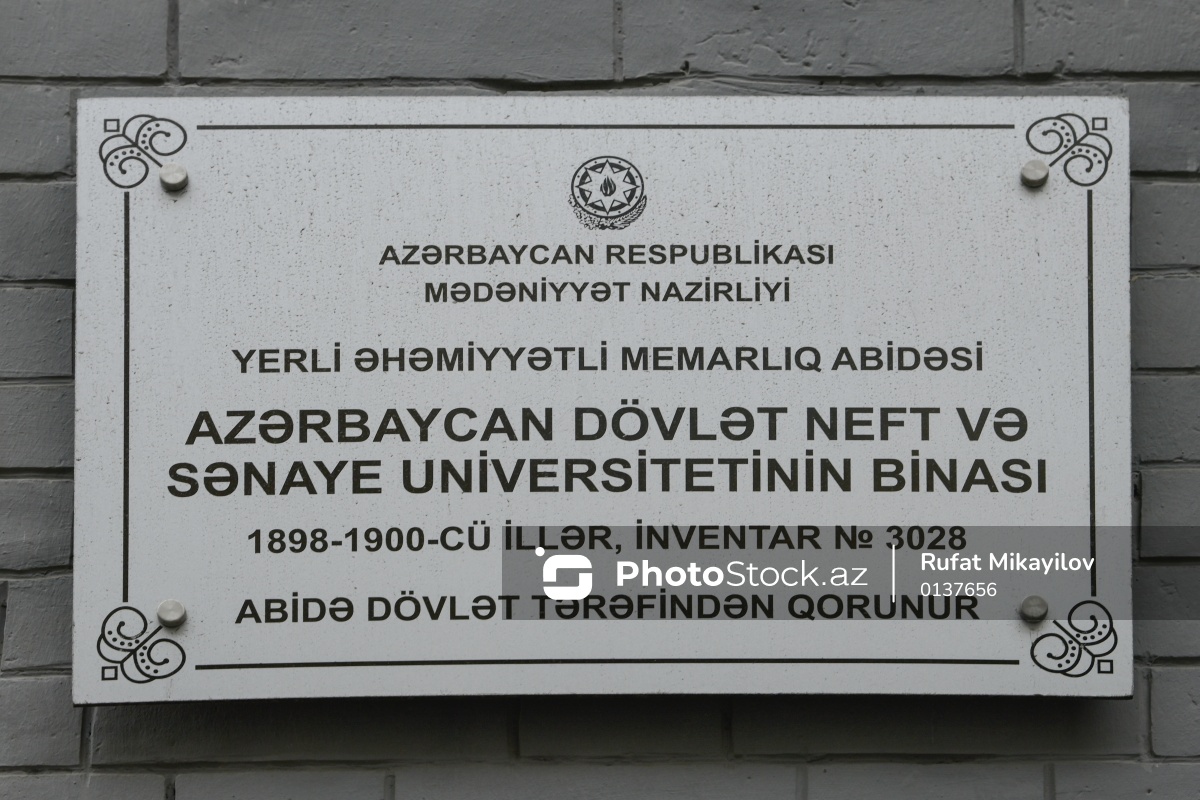 AZƏRBAYCAN RESPUBLİKASI
MƏDƏNİYYƏT NAZİRLİYİ
YERLİ ƏHƏMİYYƏTLİ MEMARLIQ ABİDƏSİ
AZƏRBAYCAN DÖVLƏT NEFT VƏ
SƏNAYE UNİVERSİTETİNİN BİNASI
1898-1900-CÜ İLLƏR, İNVENTAR № 3028
PhotoStock.az
Rufat Mikayilov
0137656
ABİDƏ DÖVLƏT TƏRƏFİNDƏN QORUNUR